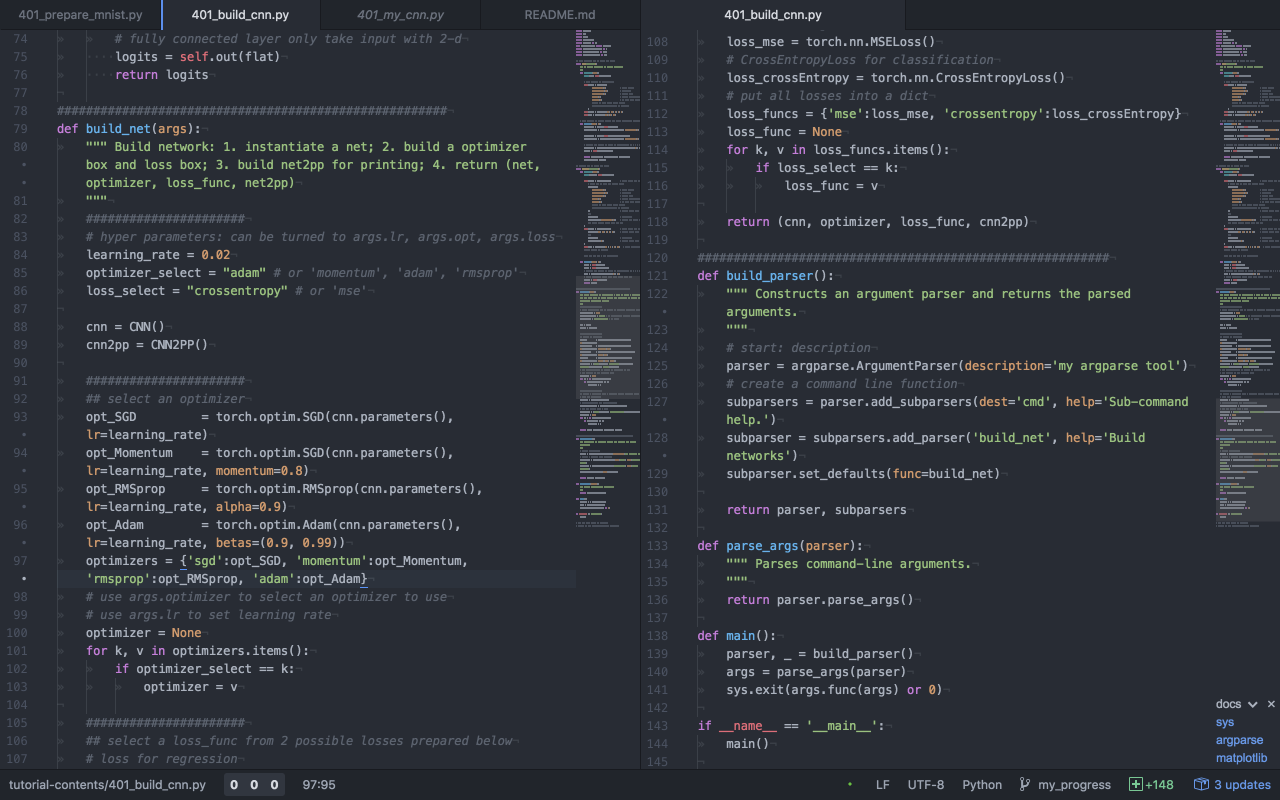 401_prepare_mnist.py
401_build_cnn.py
401_my_cnn.py
README.md
401_build_cnn.py
74 # fully connected layer only take input with 2-d
75 logits = self.out(flat)
76 return logits
77
78 ######################################################
79 def build_net(args):
80 """ Build network: 1. instantiate a net; 2. build a optimizer
box and loss box; 3. build net2pp for printing; 4. return (net,
optimizer, loss_func, net2pp)
81 """
82 ######################
83 # hyper parameters: can be turned to args.lr, args.opt, args.loss
84 learning_rate = 0.02
85 optimizer_select = "adam" # or 'momentum', 'adam', 'rmsprop'
86 loss_select = "crossentropy" # or 'mse'
87
88 cnn = CNN()
89 cnn2pp = CNN2PP()
90
91 ######################
92 ## select an optimizer
93 opt_SGD = torch.optim.SGD(cnn.parameters(),
lr=learning_rate)
94 opt_Momentum = torch.optim.SGD(cnn.parameters(),
lr=learning_rate, momentum=0.8)
95 opt_RMSprop = torch.optim.RMSprop(cnn.parameters(),
lr=learning_rate, alpha=0.9)
96 opt_Adam = torch.optim.Adam(cnn.parameters(),
lr=learning_rate, betas=(0.9, 0.99))
97 optimizers = {'sgd':opt_SGD, 'momentum':opt_Momentum,
'rmsprop':opt_RMSprop, 'adam':opt_Adam}
98 # use args.optimizer to select an optimizer to use
99 # use args.lr to set learning rate
100 optimizer = None
101 for k, v in optimizers.items():
102 if optimizer_select == k:
103 optimizer = v
104
105 ######################
106 ## select a loss_func from 2 possible losses prepared below
107 # loss for regression
108 loss_mse = torch.nn.MSELoss()
109 # CrossEntropyLoss for classification
110 loss_crossEntropy = torch.nn.CrossEntropyLoss()
111 # put all losses into a dict
112 loss_funcs = {'mse':loss_mse, 'crossentropy':loss_crossEntropy}
113 loss_func = None
114 for k, v in loss_funcs.items():
115 if loss_select == k:
116 loss_func = v
117
118 return (cnn, optimizer, loss_func, cnn2pp)
119
120 #########################################################
121 def build_parser():
122 """ Constructs an argument parser and returns the parsed
arguments.
123 """
124 # start: description
125 parser = argparse.ArgumentParser(description='my argparse tool')
126 # create a command line function
127 subparsers = parser.add_subparsers(dest='cmd', help='Sub-command
help.')
128 subparser = subparsers.add_parser('build_net', help='Build
networks')
129 subparser.set_defaults(func=build_net)
130
131 return parser, subparsers
132
133 def parse_args(parser):
134 """ Parses command-line arguments.
135 """
136 return parser.parse_args()
137
138 def main():
139 parser, _ = build_parser()
140 args = parse_args(parser)
141 sys.exit(args.func(args) or 0)
142
143 if __name__ == '__main__':
144 main()
145
docs
sys
argparse
matplotlib
tutorial-contents/401_build_cnn.py 0 0 0 97:95 LF UTF-8 Python my_progress +148 3 updates